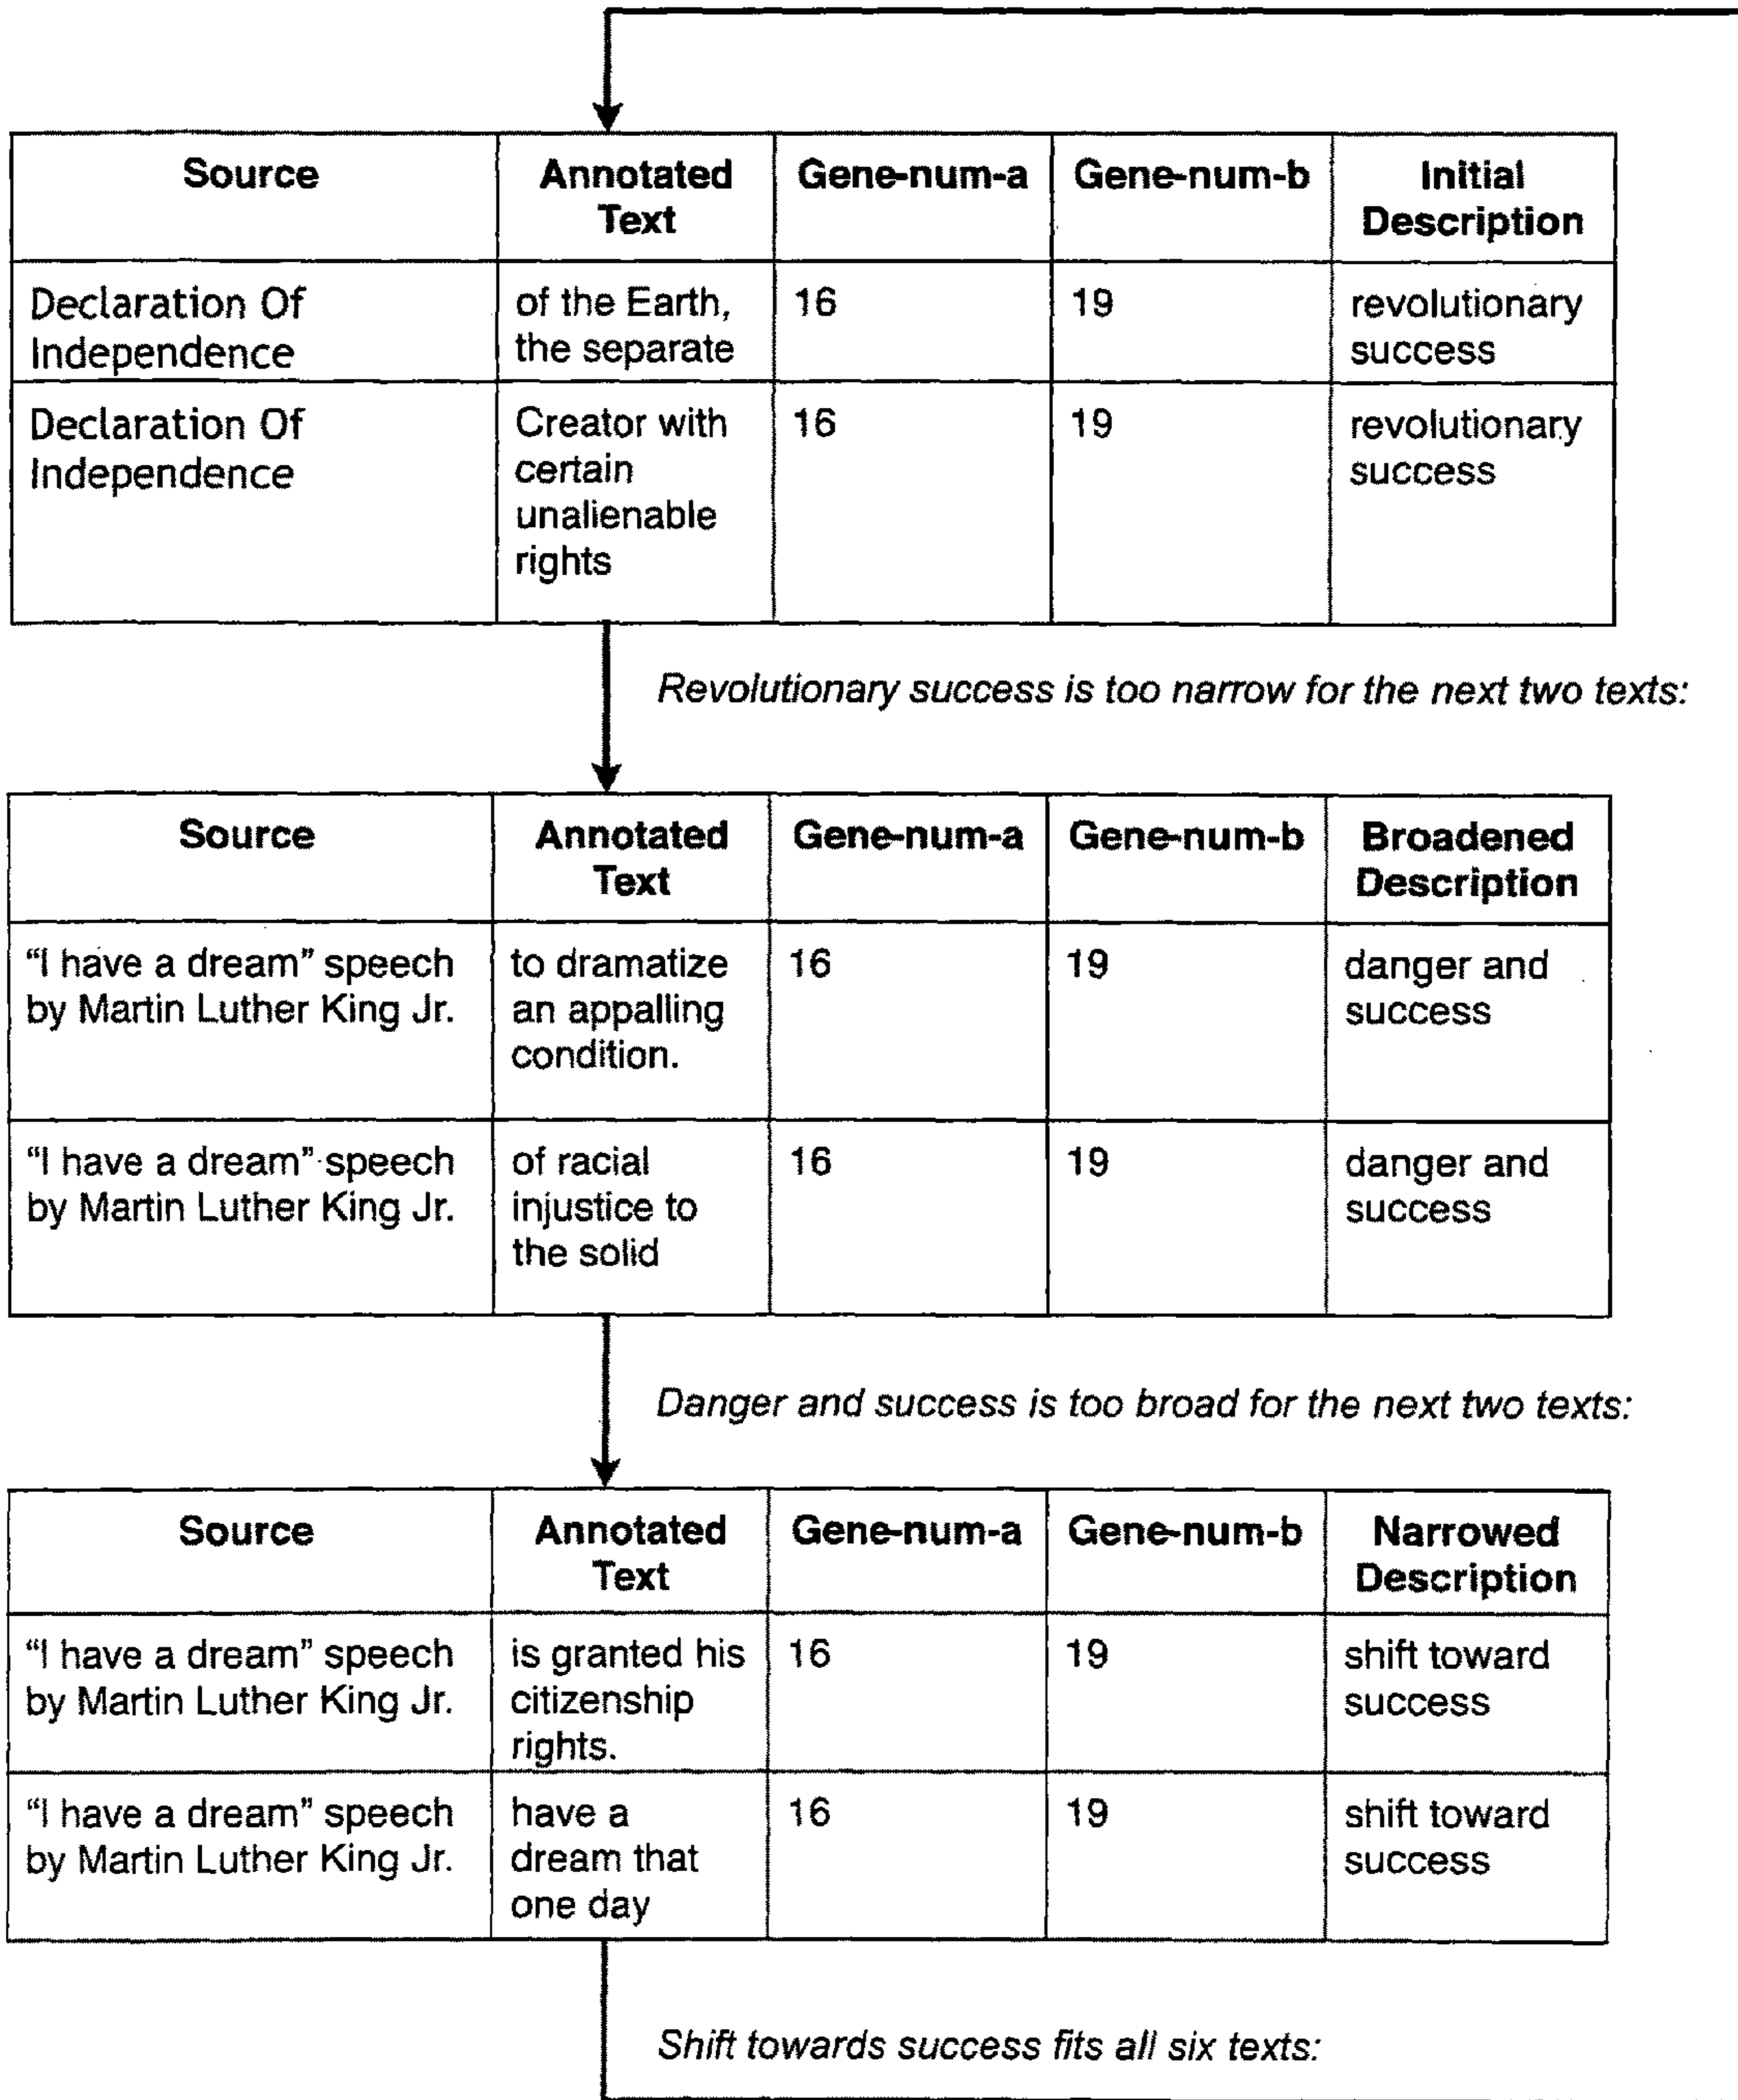 Source Annotated Text Gene-num-a Gene-num-b Initial Description
Declaration Of Independence of the Earth, the separate 16 19 revolutionary success
Declaration Of Independence Creator with certain unalienable rights 16 19 revolutionary success
Revolutionary success is too narrow for the next two texts:
Source Annotated Text Gene-num-a Gene-num-b Broadened Description
“I have a dream” speech by Martin Luther King Jr. to dramatize an appalling condition. 16 19 danger and success
“I have a dream” speech by Martin Luther King Jr. of racial injustice to the solid 16 19 danger and success
Danger and success is too broad for the next two texts:
Source Annotated Text Gene-num-a Gene-num-b Narrowed Description
“I have a dream” speech by Martin Luther King Jr. is granted his citizenship rights. 16 19 shift toward success
“I have a dream” speech by Martin Luther King Jr. have a dream that one day 16 19 shift toward success
Shift towards success fits all six texts: